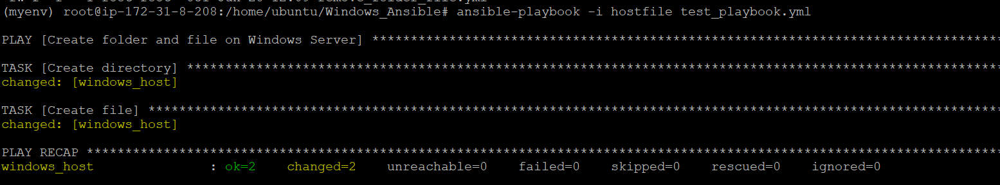 (myenv) root@ip-172-31-8-208:/home/ubuntu/Windows_Ansible# ansible-playbook -i hostfile test_playbook.yml
PLAY [Create folder and file on Windows Server] *********************************************************************************
TASK [Create directory] *********************************************************************************************************
changed: [windows_host]
TASK [Create file] **************************************************************************************************************
changed: [windows_host]
PLAY RECAP **********************************************************************************************************************
windows_host               : ok=2    changed=2    unreachable=0    failed=0    skipped=0    rescued=0    ignored=0